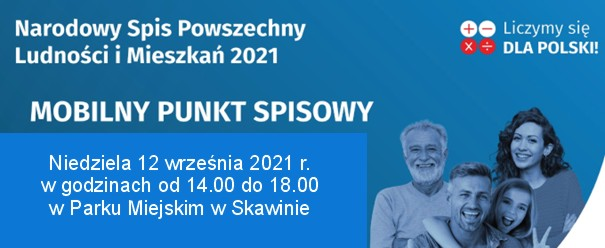 Narodowy Spis Powszechny
Ludności i Mieszkań 2021
Liczymy się
DLA POLSKI!
MOBILNY PUNKT SPISOWY
Niedziela 12 września 2021 r.
w godzinach od 14.00 do 18.00
w Parku Miejskim w Skawinie